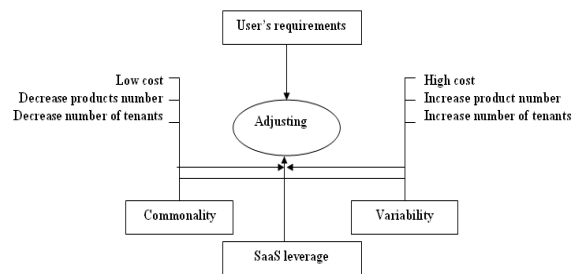 User's requirements
Low cost
Decrease products number
Decrease number of tenants
High cost
Increase product number
Increase number of tenants
Adjusting
Commonality
Variability
SaaS leverage